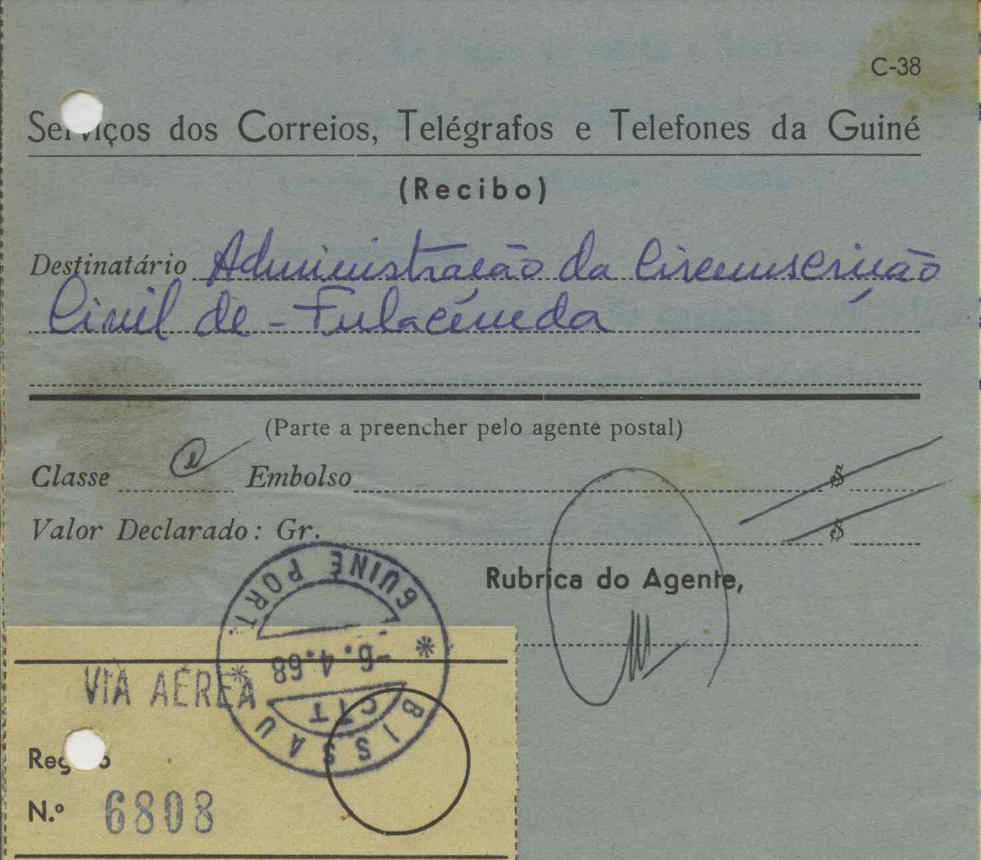 C-38
Serviços dos Correios, Telégrafos e Telefones da Guiné
(Recibo)
Destinatário Administração da Circunscrição
Civil de - Fulacunda
(Parte a preencher pelo agente postal)
Classe Embolso $
Valor Declarado: Gr. $
Rubrica do Agente,
GUINÉ PORT.
-6.4.68
CTT
BISSAU
VIA AÉREA
Registo
N.º 6808